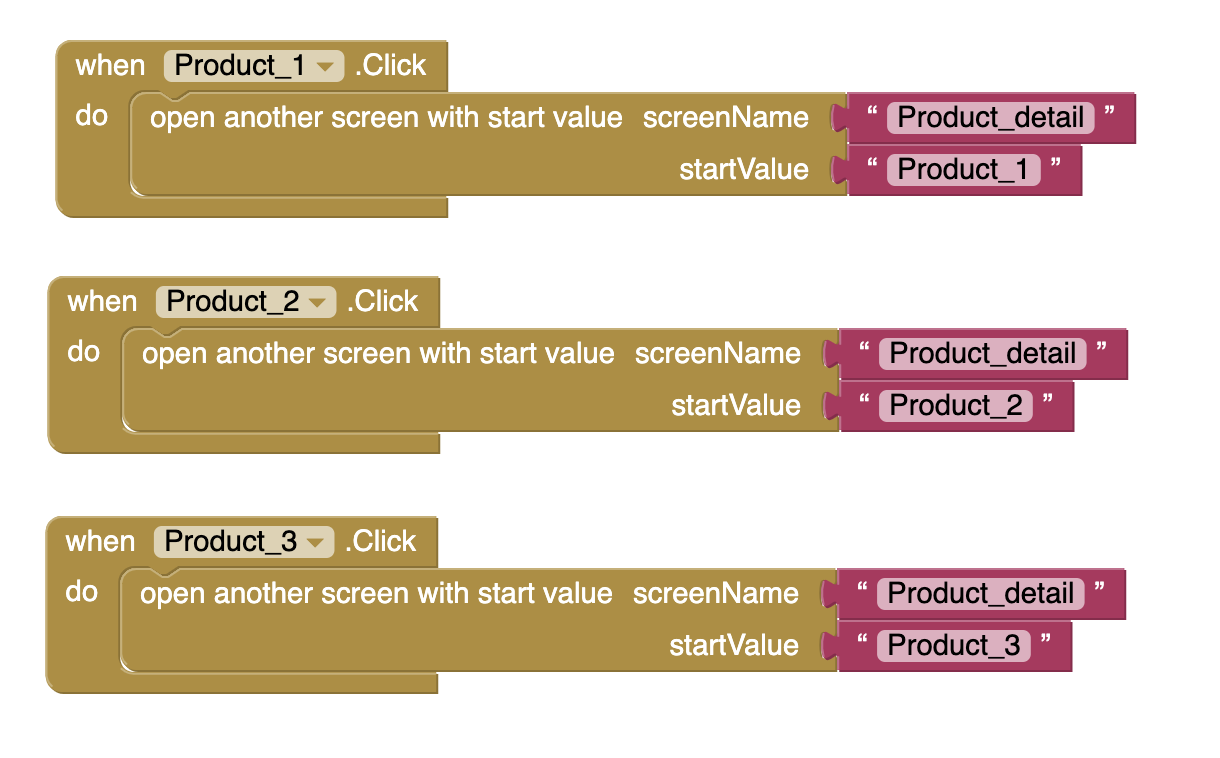 when Product_1 .Click
do open another screen with start value screenName “ Product_detail ”
startValue “ Product_1 ”
when Product_2 .Click
do open another screen with start value screenName “ Product_detail ”
startValue “ Product_2 ”
when Product_3 .Click
do open another screen with start value screenName “ Product_detail ”
startValue “ Product_3 ”